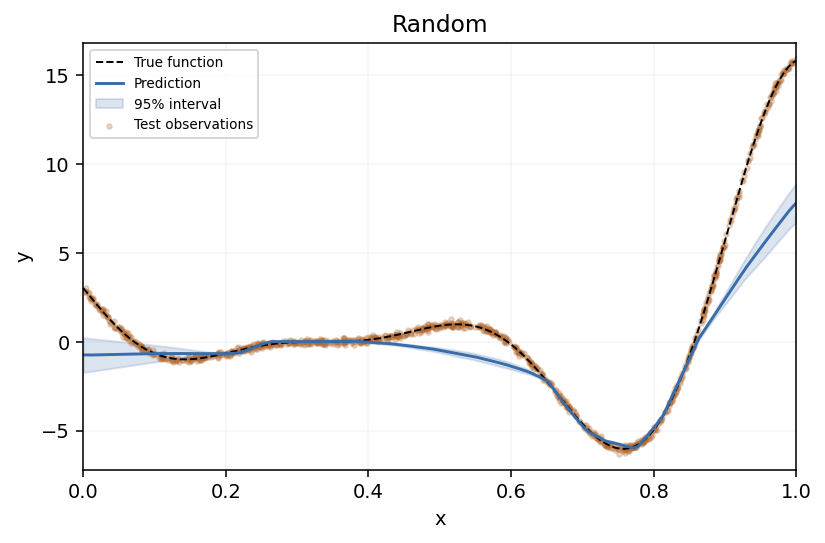 Random
True function
Prediction
95% interval
Test observations
15
10
5
0
−5
y
0.0 0.2 0.4 0.6 0.8 1.0
x